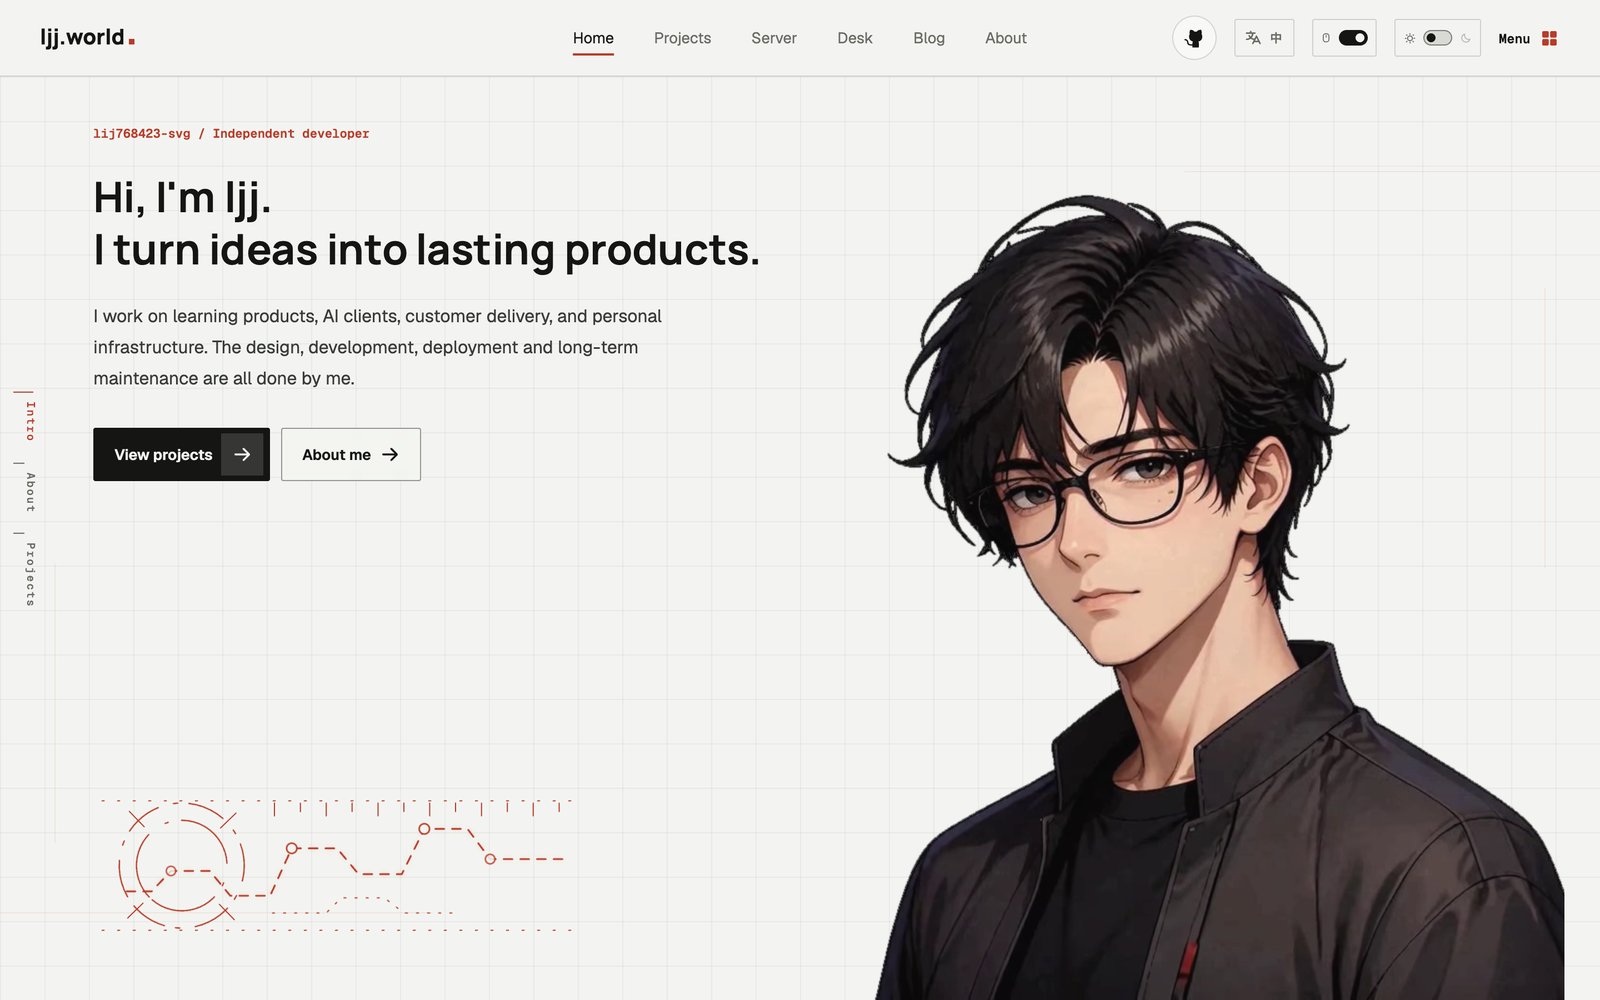 ljj.world.
Home
Projects
Server
Desk
Blog
About
中
Menu
lij768423-svg / Independent developer
Hi, I'm ljj.
I turn ideas into lasting products.
I work on learning products, AI clients, customer delivery, and personal
infrastructure. The design, development, deployment and long-term
maintenance are all done by me.
View projects →
About me →
Intro
About
Projects